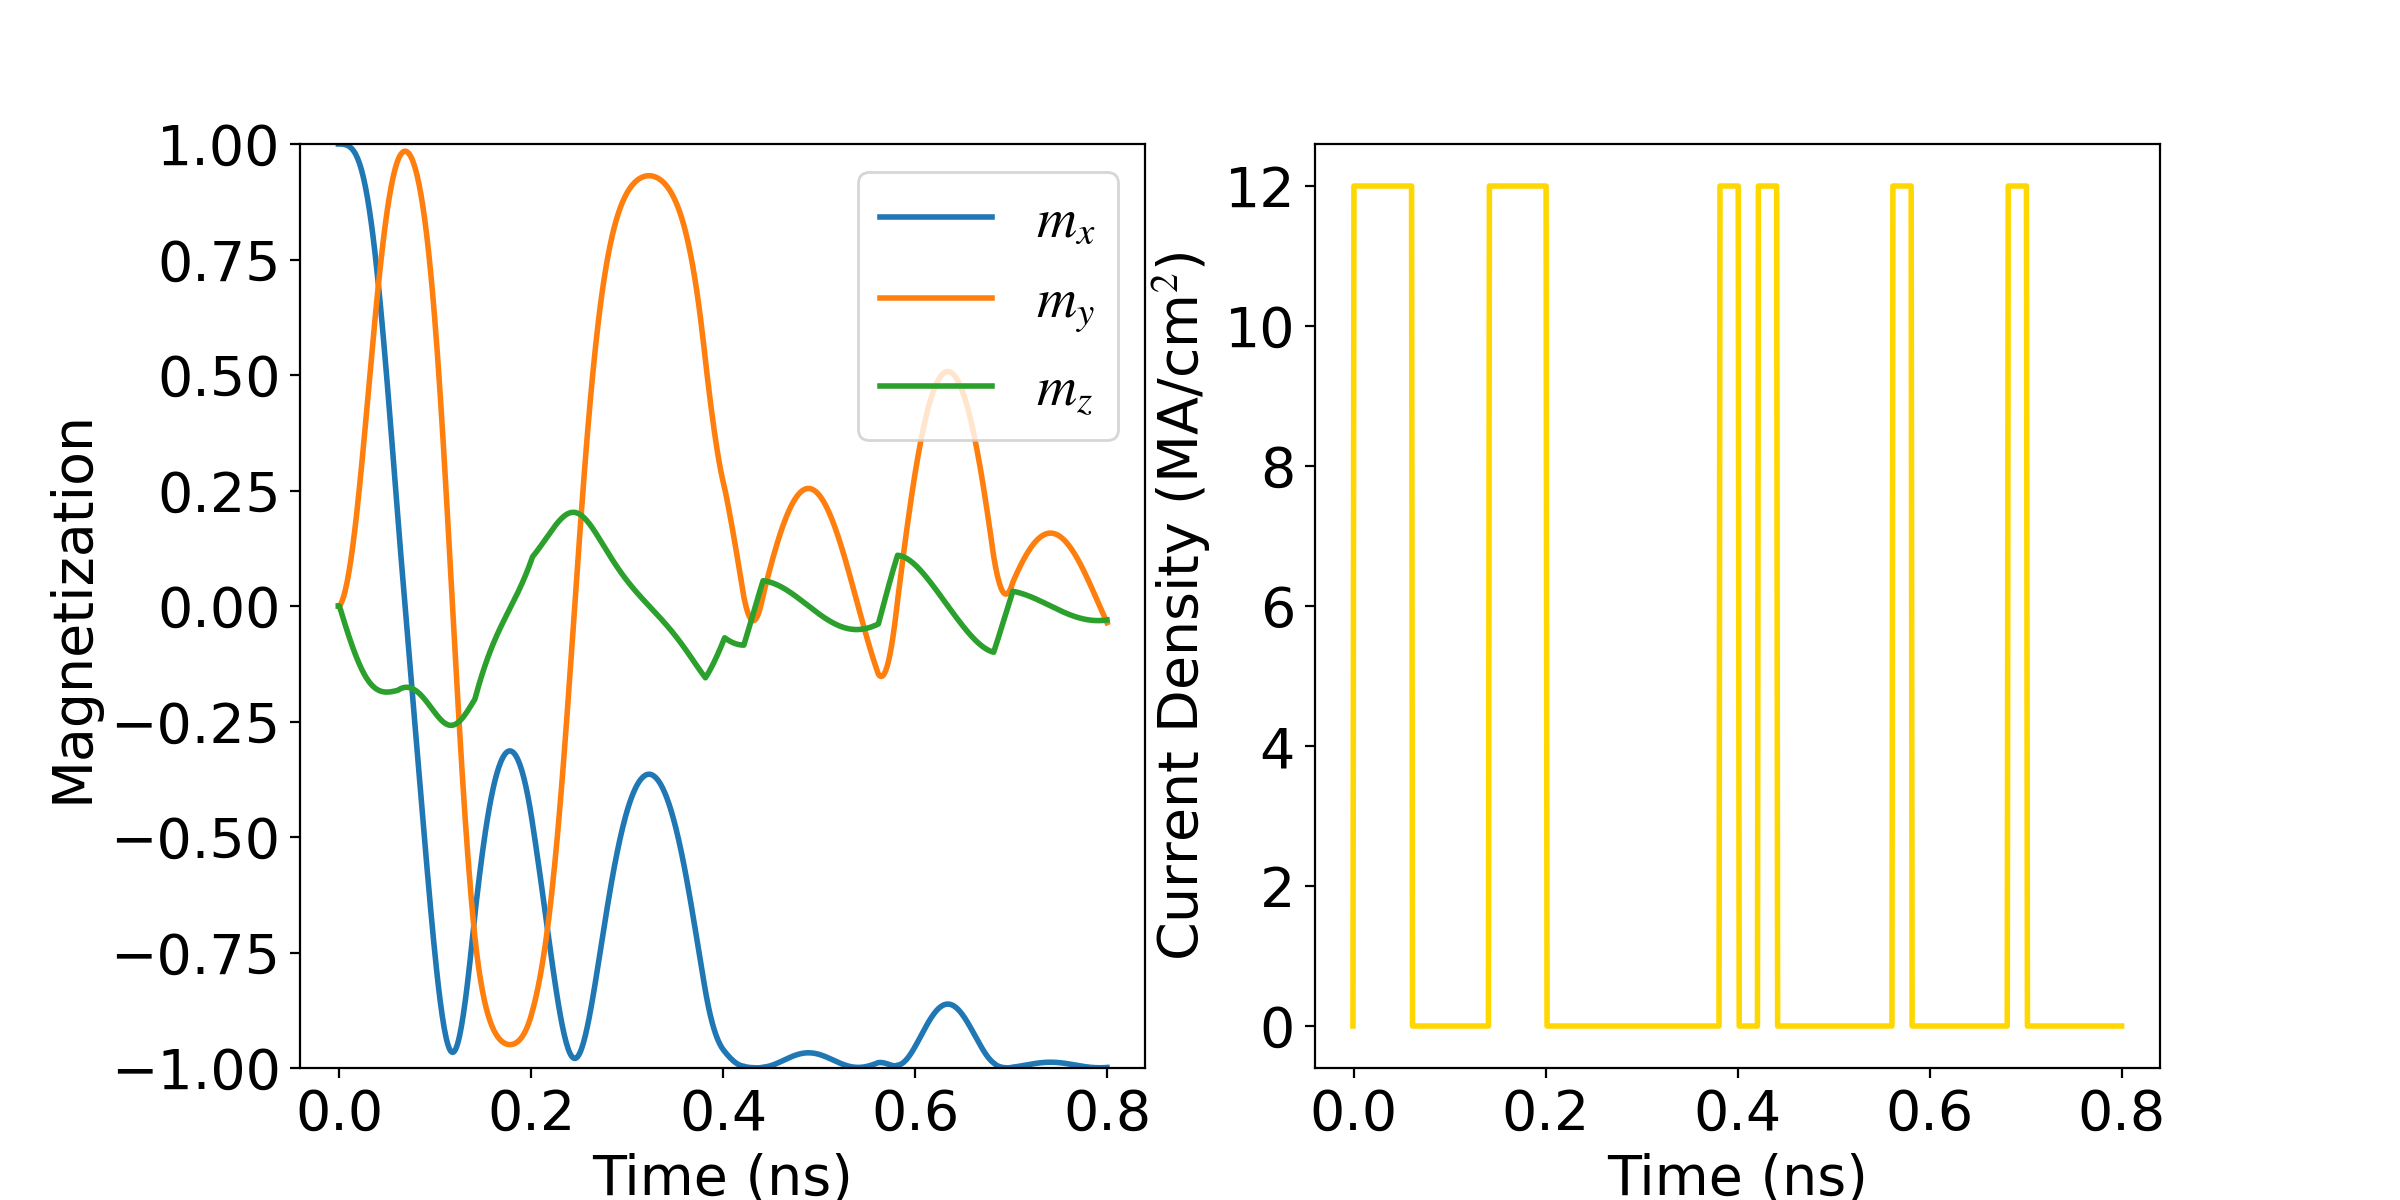 1.00
0.75
0.50
0.25
0.00
−0.25
−0.50
−0.75
−1.00
Magnetization
0.0 0.2 0.4 0.6 0.8
Time (ns)
m_x
m_y
m_z
12
10
8
6
4
2
0
Current Density (MA/cm²)
0.0 0.2 0.4 0.6 0.8
Time (ns)